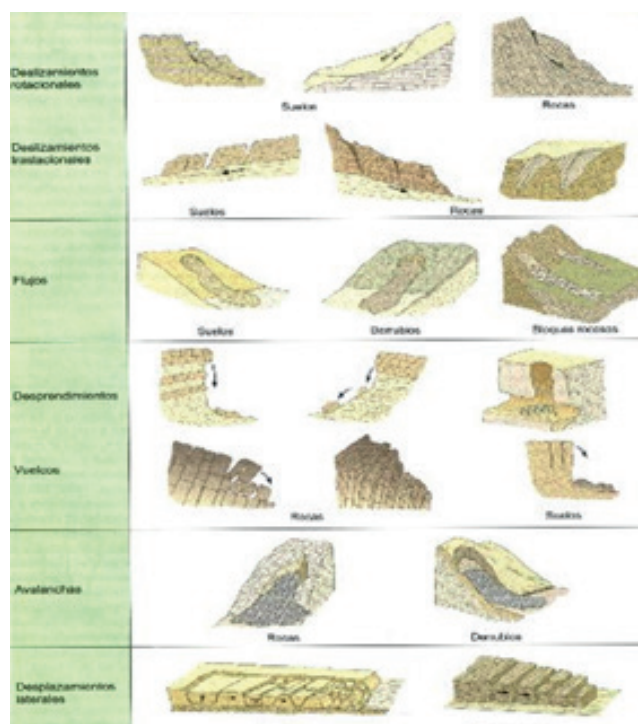 Deslizamientos
rotacionales
Suelos
Rocas
Deslizamientos
traslacionales
Suelos
Rocas
Flujos
Suelos
Derrubios
Bloques rocosos
Desprendimientos
Vuelcos
Rocas
Suelos
Avalanchas
Rocas
Derrubios
Desplazamientos
laterales